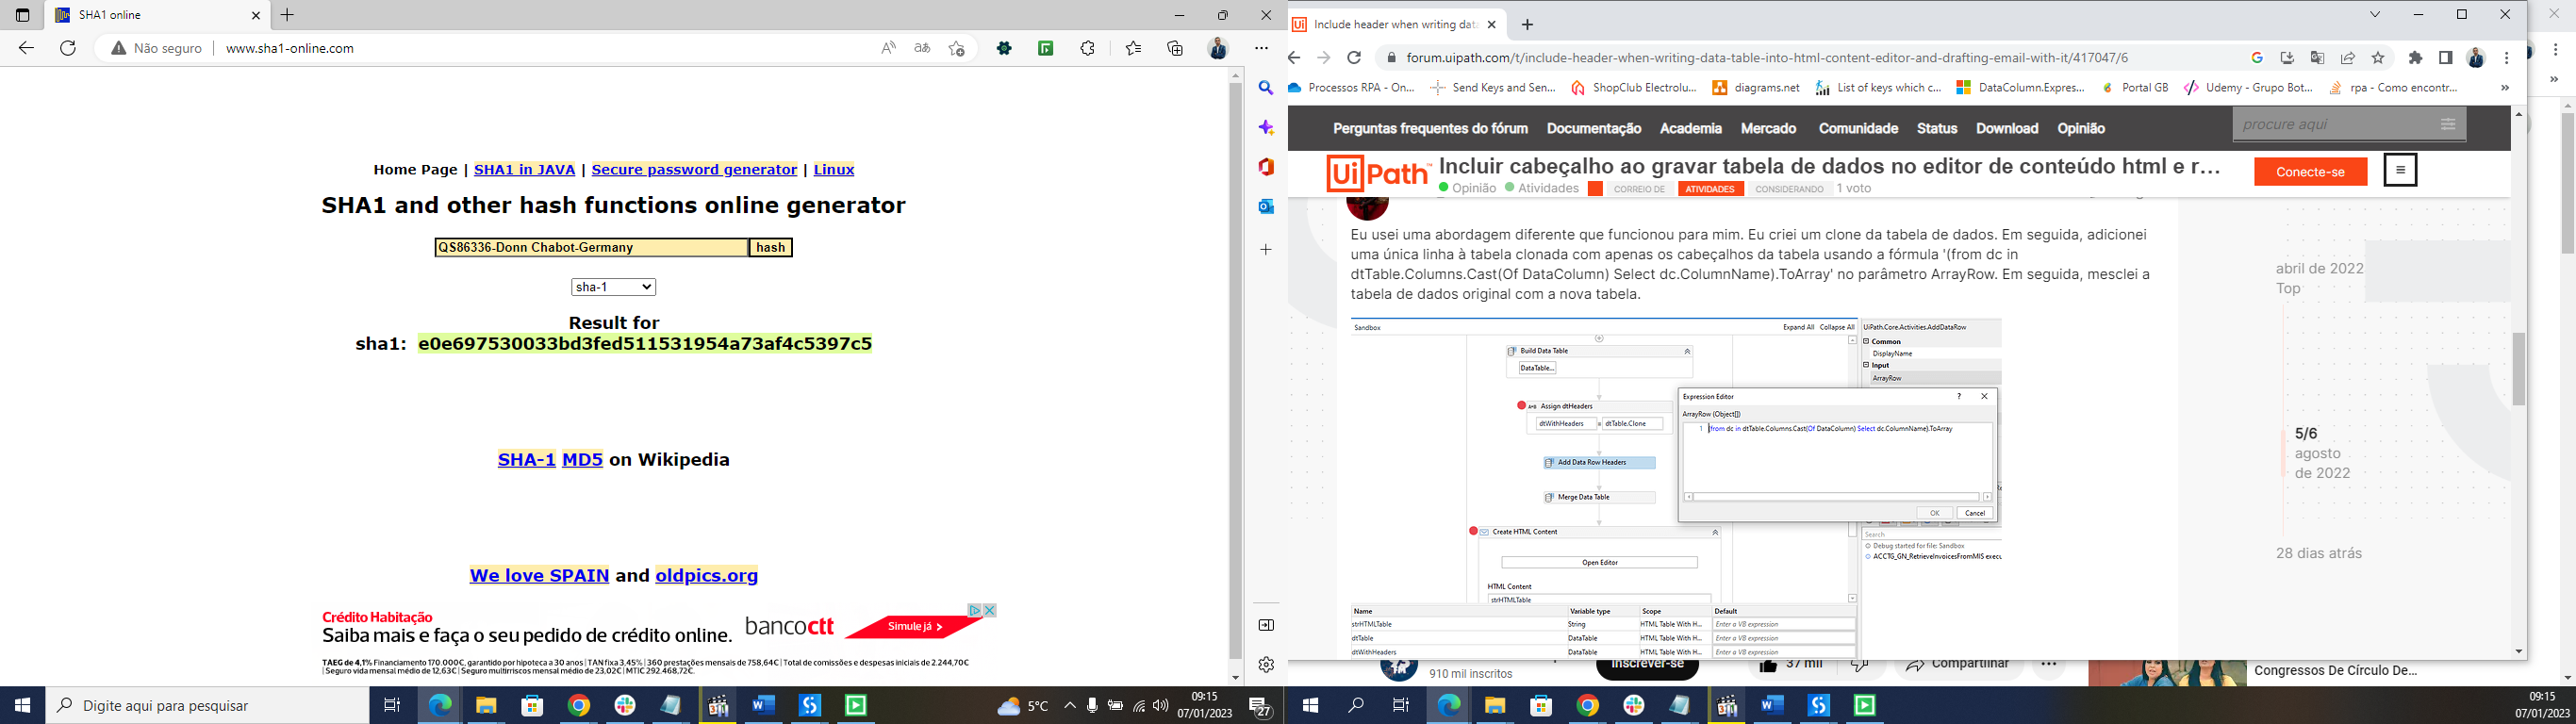 SHA1 online
Não seguro
www.sha1-online.com
Home Page | SHA1 in JAVA | Secure password generator | Linux
SHA1 and other hash functions online generator
QS86336-Donn Chabot-Germany
hash
sha-1
Result for
sha1: e0e697530033bd3fed511531954a73af4c5397c5
SHA-1 MD5 on Wikipedia
We love SPAIN and oldpics.org
Crédito Habitação
Saiba mais e faça o seu pedido de crédito online.
bancoctt
Simule já >
TAEG de 4,1% Financiamento 170.000€, garantido por hipoteca a 30 anos | TAN fixa 3,45% | 360 prestações mensais de 758,64€ | Total de comissões e despesas iniciais de 2.244,70€
| Seguro vida mensal médio de 12,63€ | Seguro multirriscos mensal médio de 23,02€ | MTIC 292.468,72€.
Digite aqui para pesquisar
5°C
09:15
07/01/2023
27
Include header when writing data
forum.uipath.com/t/include-header-when-writing-data-table-into-html-content-editor-and-drafting-email-with-it/417047/6
Processos RPA - On...
Send Keys and Sen...
ShopClub Electrolu...
diagrams.net
List of keys which c...
DataColumn.Expres...
Portal GB
Udemy - Grupo Bot...
rpa - Como encontr...
Perguntas frequentes do fórum
Documentação
Academia
Mercado
Comunidade
Status
Download
Opinião
procure aqui
UiPath
Incluir cabeçalho ao gravar tabela de dados no editor de conteúdo html e r...
Opinião
Atividades
CORREIO DE
ATIVIDADES
CONSIDERANDO
1 voto
Conecte-se
Eu usei uma abordagem diferente que funcionou para mim. Eu criei um clone da tabela de dados. Em seguida, adicionei
uma única linha à tabela clonada com apenas os cabeçalhos da tabela usando a fórmula '(from dc in
dtTable.Columns.Cast(Of DataColumn) Select dc.ColumnName).ToArray' no parâmetro ArrayRow. Em seguida, mesclei a
tabela de dados original com a nova tabela.
Sandbox
Expand All
Collapse All
Build Data Table
DataTable...
Assign dtHeaders
dtWithHeaders
=
dtTable.Clone
Add Data Row Headers
Merge Data Table
Create HTML Content
Open Editor
HTML Content
strHTMLTable
UiPath.Core.Activities.AddDataRow
Common
DisplayName
Input
ArrayRow
Expression Editor
ArrayRow (Object[])
1
(from dc in dtTable.Columns.Cast(Of DataColumn) Select dc.ColumnName).ToArray
OK
Cancel
Search
Debug started for file: Sandbox
ACCTG_GN_RetrieveInvoicesFromMIS execu
Name
Variable type
Scope
Default
strHTMLTable
String
HTML Table With H...
Enter a VB expression
dtTable
DataTable
HTML Table With H...
Enter a VB expression
dtWithHeaders
DataTable
HTML Table With H...
Enter a VB expression
abril de 2022
Top
5/6
agosto
de 2022
28 dias atrás
910 mil inscritos
Inscrever-se
37 mil
Compartilhar
Congressos De Círculo De...
09:15
07/01/2023